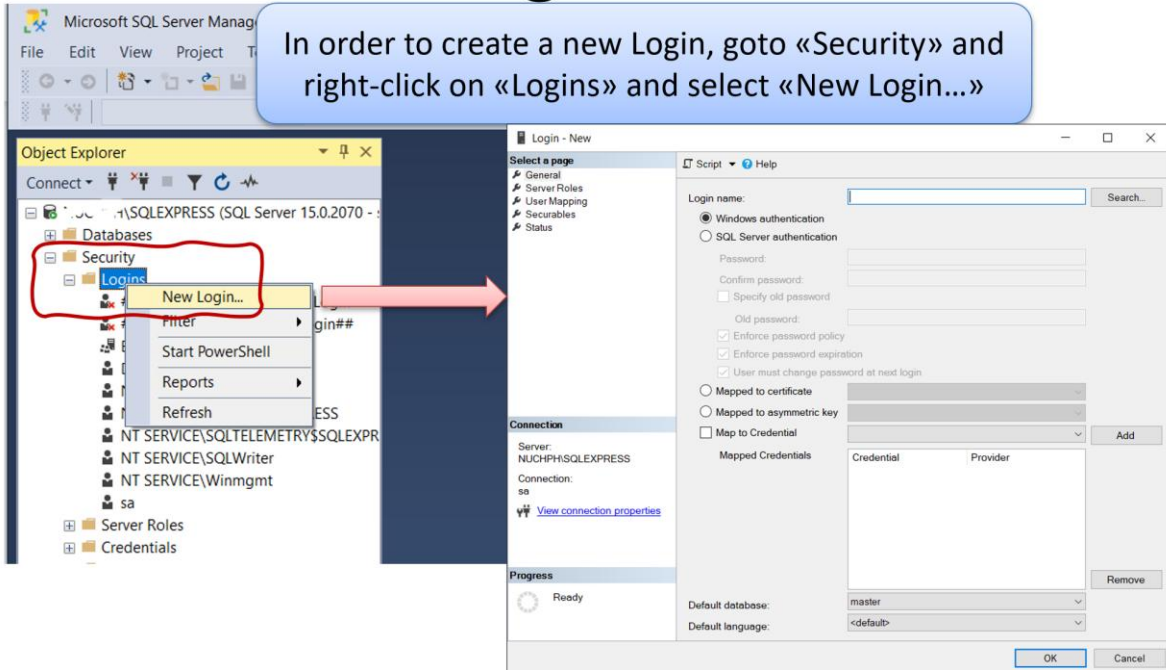 Microsoft SQL Server Manag
File Edit View Project T
In order to create a new Login, goto «Security» and
right-click on «Logins» and select «New Login…»
Object Explorer
Connect
\SQLEXPRESS (SQL Server 15.0.2070 - s
Databases
Security
Logins
New Login...
Filter
gin##
Start PowerShell
Reports
Refresh
ESS
NT SERVICE\SQLTELEMETRY$SQLEXPR
NT SERVICE\SQLWriter
NT SERVICE\Winmgmt
sa
Server Roles
Credentials
Login - New
Select a page
General
Server Roles
User Mapping
Securables
Status
Connection
Server:
NUCHPH\SQLEXPRESS
Connection:
sa
View connection properties
Progress
Ready
Script Help
Login name:
Search...
Windows authentication
SQL Server authentication
Password:
Confirm password:
Specify old password
Old password:
Enforce password policy
Enforce password expiration
User must change password at next login
Mapped to certificate
Mapped to asymmetric key
Map to Credential
Add
Mapped Credentials
Credential Provider
Remove
Default database: master
Default language: <default>
OK Cancel